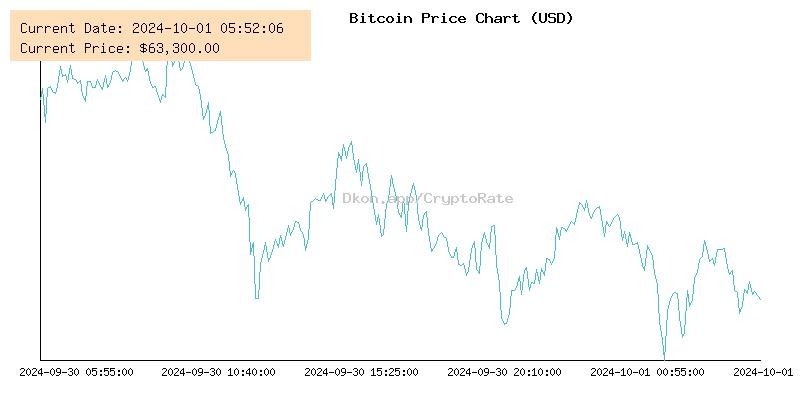 Bitcoin Price Chart (USD)
Current Date: 2024-10-01 05:52:06
Current Price: $63,300.00
Dkon.app/CryptoRate
2024-09-30 05:55:00 2024-09-30 10:40:00 2024-09-30 15:25:00 2024-09-30 20:10:00 2024-10-01 00:55:00 2024-10-01